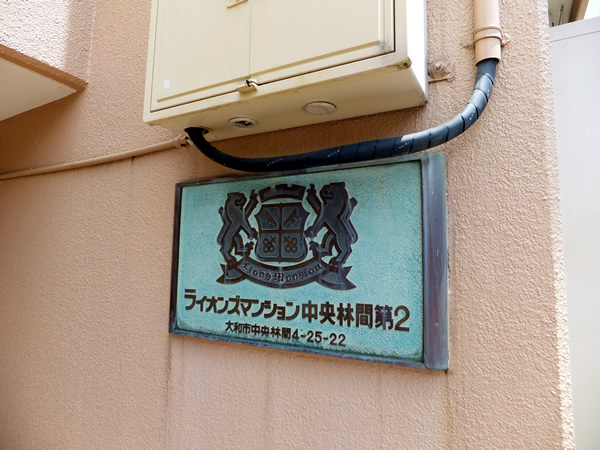 Lions Mansion
ライオンズマンション中央林間第2
大和市中央林間4-25-22